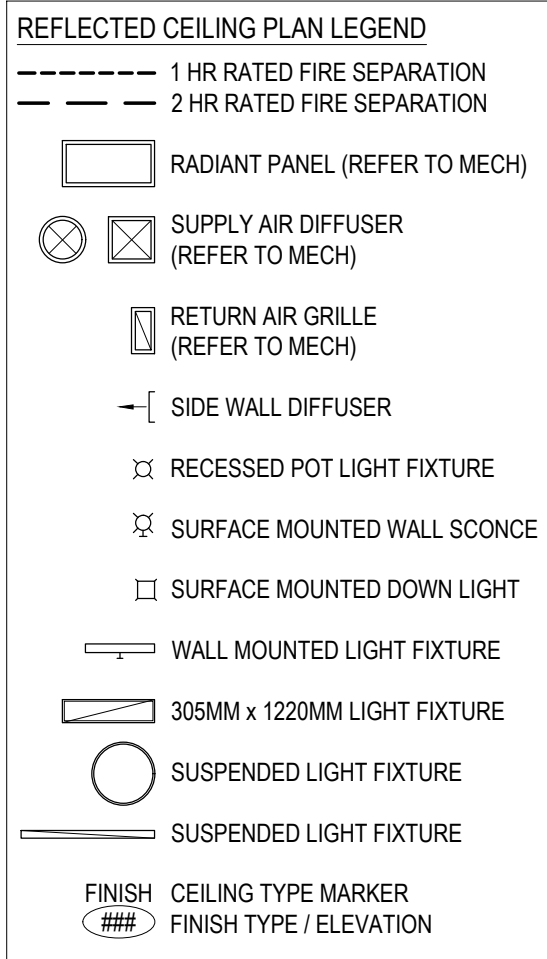 REFLECTED CEILING PLAN LEGEND
1 HR RATED FIRE SEPARATION
2 HR RATED FIRE SEPARATION
RADIANT PANEL (REFER TO MECH)
SUPPLY AIR DIFFUSER
(REFER TO MECH)
RETURN AIR GRILLE
(REFER TO MECH)
SIDE WALL DIFFUSER
RECESSED POT LIGHT FIXTURE
SURFACE MOUNTED WALL SCONCE
SURFACE MOUNTED DOWN LIGHT
WALL MOUNTED LIGHT FIXTURE
305MM x 1220MM LIGHT FIXTURE
SUSPENDED LIGHT FIXTURE
SUSPENDED LIGHT FIXTURE
FINISH CEILING TYPE MARKER
### FINISH TYPE / ELEVATION